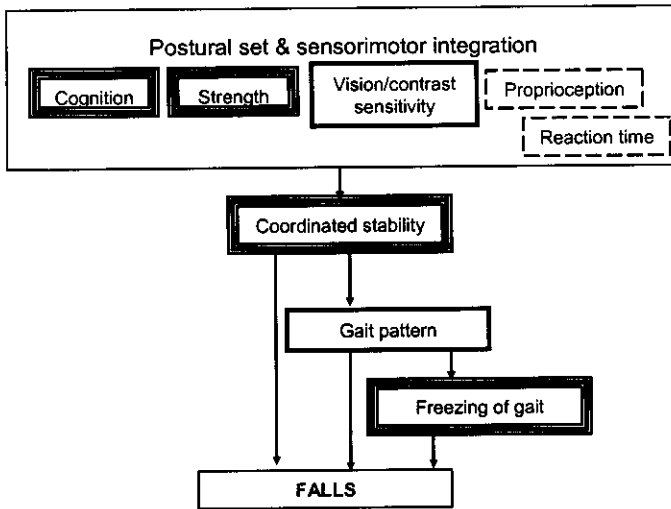 Postural set & sensorimotor integration
Cognition
Strength
Vision/contrast
sensitivity
Proprioception
Reaction time
Coordinated stability
Gait pattern
Freezing of gait
FALLS